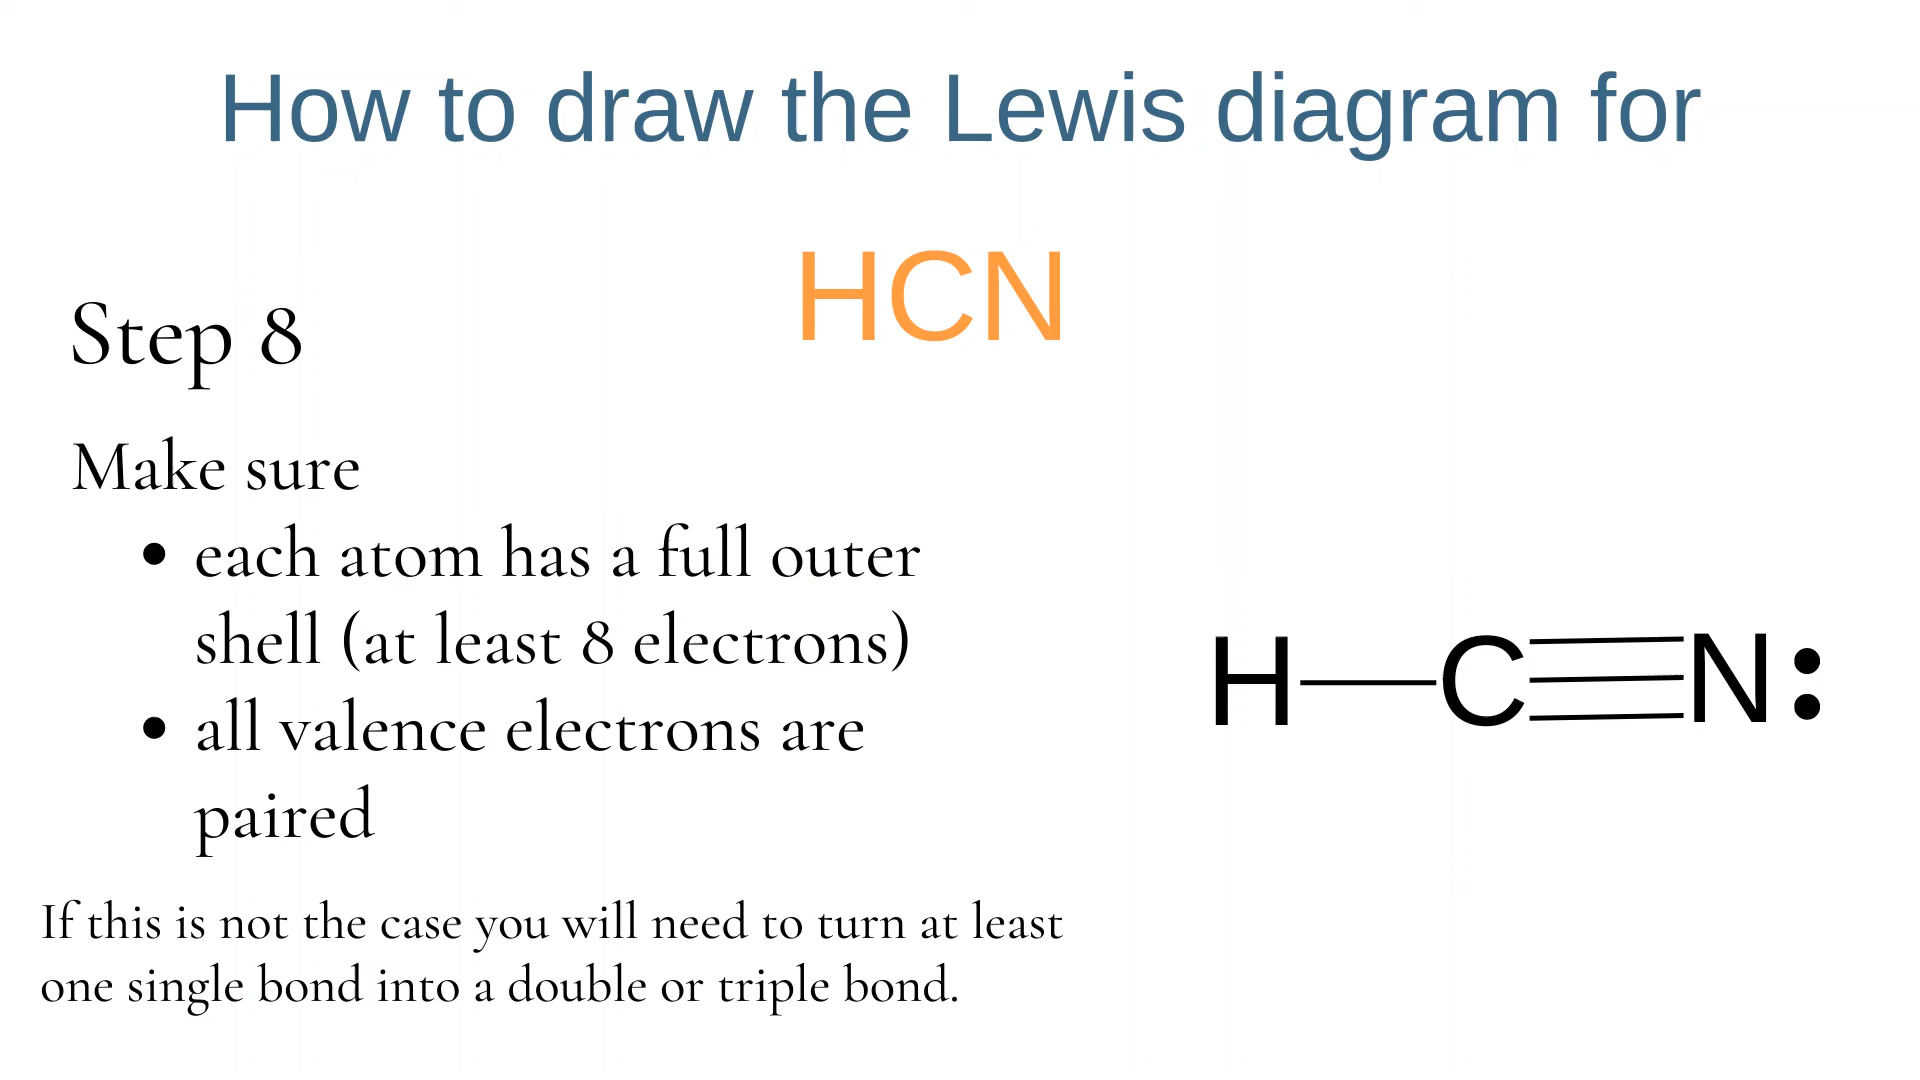 How to draw the Lewis diagram for
HCN
Step 8
Make sure
• each atom has a full outer
shell (at least 8 electrons)
• all valence electrons are
paired
If this is not the case you will need to turn at least
one single bond into a double or triple bond.
H—C≡N: